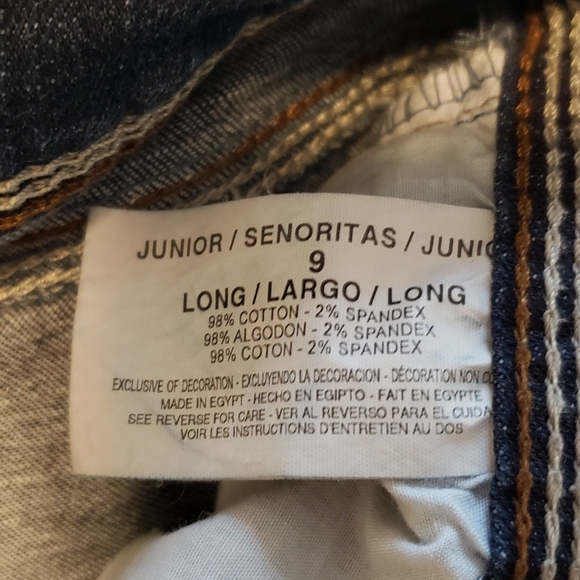 JUNIOR / SENORITAS / JUNIO
9
LONG / LARGO / LONG
98% COTTON - 2% SPANDEX
98% ALGODON - 2% SPANDEX
98% COTON - 2% SPANDEX
EXCLUSIVE OF DECORATION - EXCLUYENDO LA DECORACION - DÉCORATION NON CO
MADE IN EGYPT - HECHO EN EGIPTO - FAIT EN EGYPTE
SEE REVERSE FOR CARE - VER AL REVERSO PARA EL CUIDA
VOIR LES INSTRUCTIONS D'ENTRETIEN AU DOS